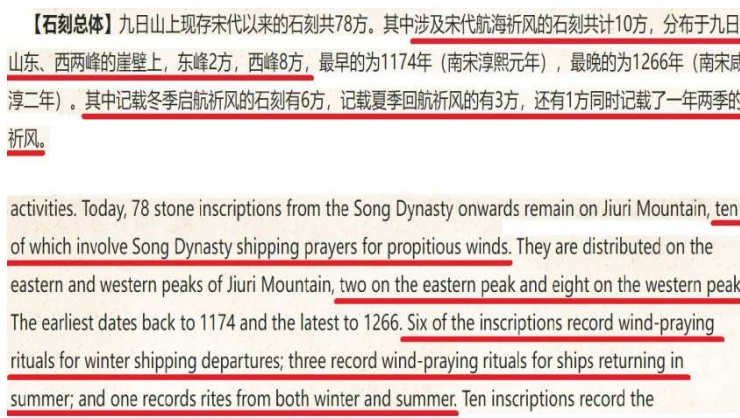 【石刻总体】九日山上现存宋代以来的石刻共78方。其中涉及宋代航海祈风的石刻共计10方，分布于九日
山东、西两峰的崖壁上，东峰2方，西峰8方，最早的为1174年（南宋淳熙元年），最晚的为1266年（南宋咸
淳二年）。其中记载冬季启航祈风的石刻有6方，记载夏季回航祈风的有3方，还有1方同时记载了一年两季的
祈风。
activities. Today, 78 stone inscriptions from the Song Dynasty onwards remain on Jiuri Mountain, ten
of which involve Song Dynasty shipping prayers for propitious winds. They are distributed on the
eastern and western peaks of Jiuri Mountain, two on the eastern peak and eight on the western peak
The earliest dates back to 1174 and the latest to 1266. Six of the inscriptions record wind-praying
rituals for winter shipping departures; three record wind-praying rituals for ships returning in
summer; and one records rites from both winter and summer. Ten inscriptions record the